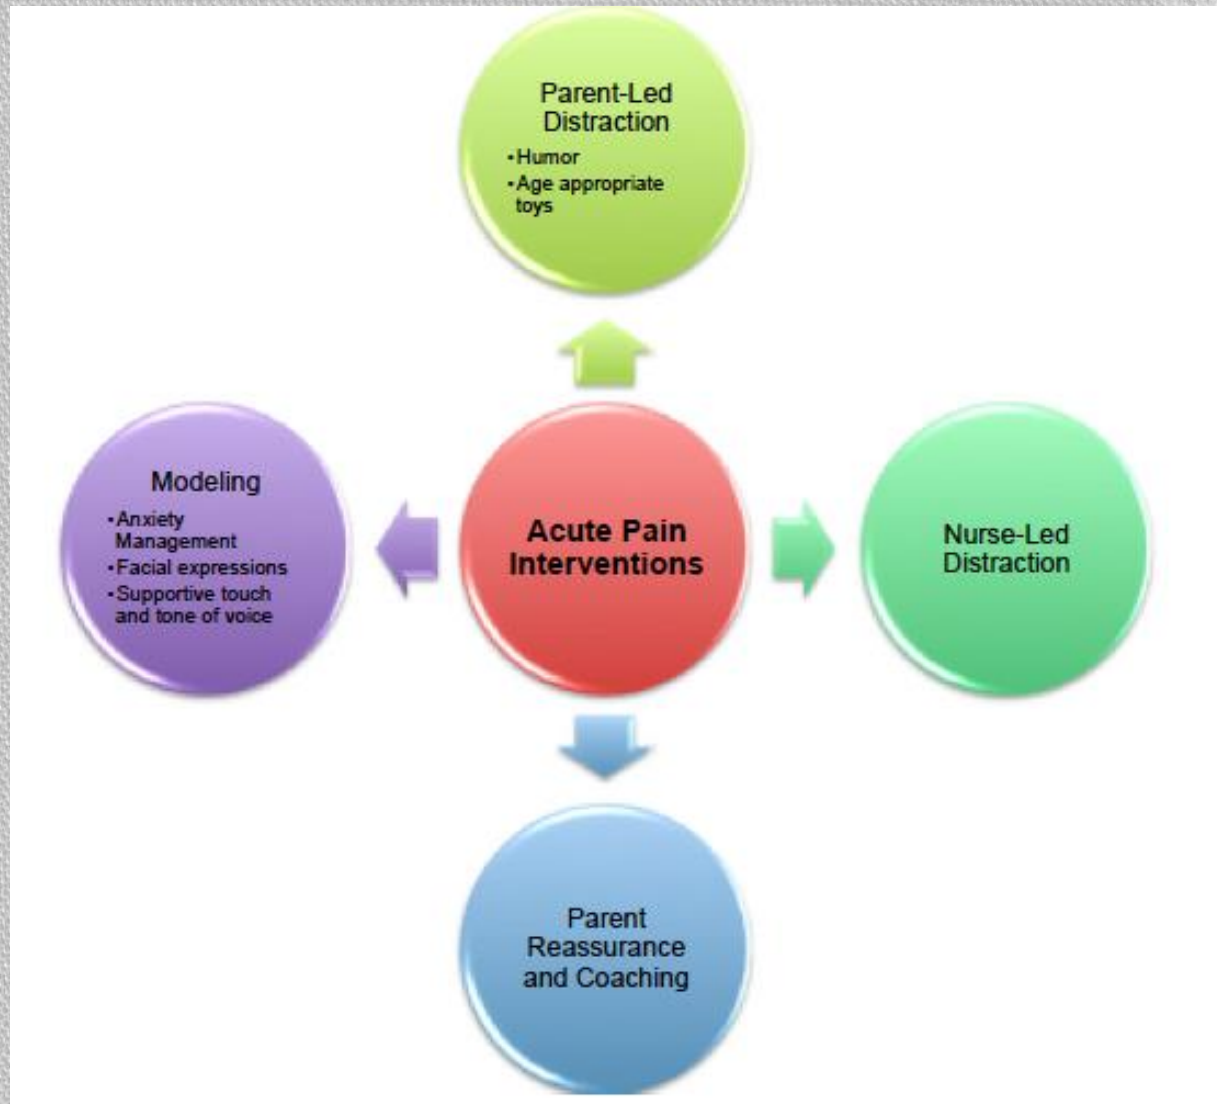 Parent-Led
Distraction
•Humor
•Age appropriate
toys
Modeling
•Anxiety
Management
•Facial expressions
•Supportive touch
and tone of voice
Acute Pain
Interventions
Nurse-Led
Distraction
Parent
Reassurance
and Coaching